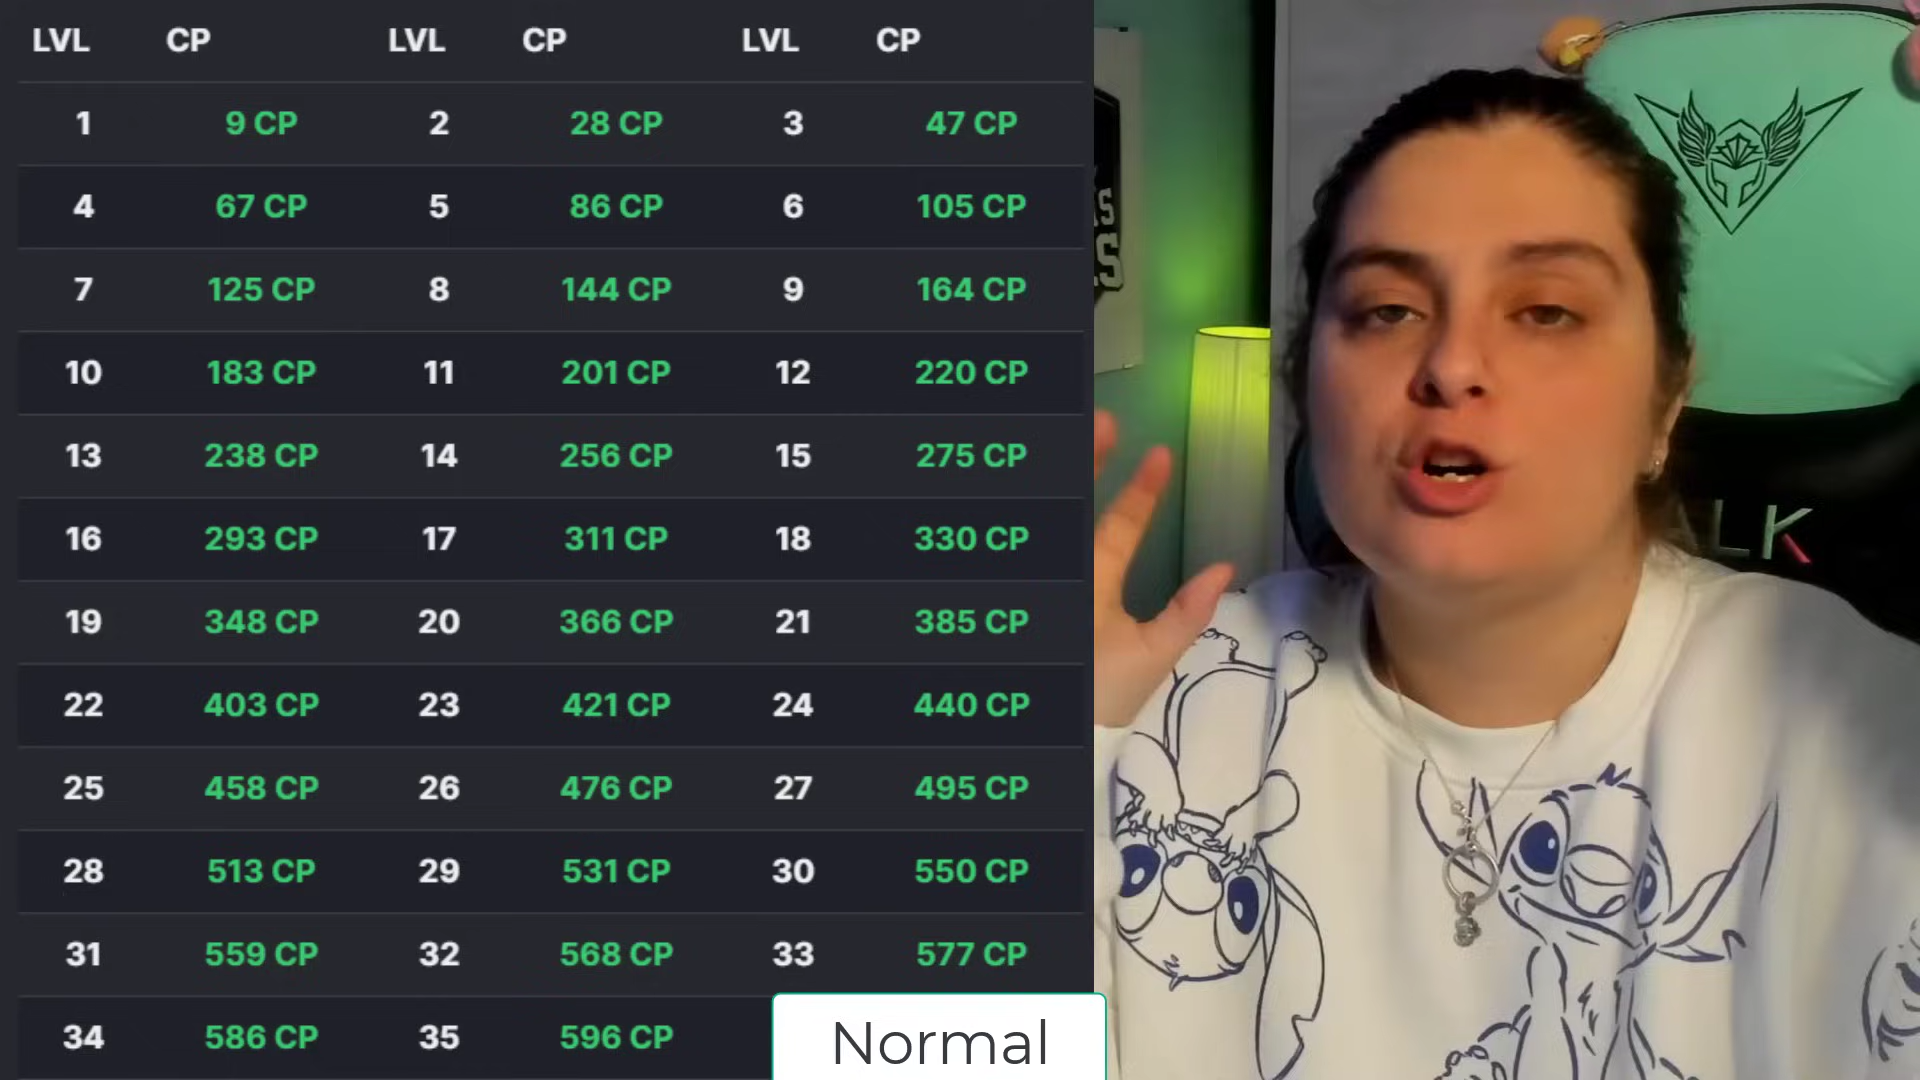 LVL CP LVL CP LVL CP
1 9 CP 2 28 CP 3 47 CP
4 67 CP 5 86 CP 6 105 CP
7 125 CP 8 144 CP 9 164 CP
10 183 CP 11 201 CP 12 220 CP
13 238 CP 14 256 CP 15 275 CP
16 293 CP 17 311 CP 18 330 CP
19 348 CP 20 366 CP 21 385 CP
22 403 CP 23 421 CP 24 440 CP
25 458 CP 26 476 CP 27 495 CP
28 513 CP 29 531 CP 30 550 CP
31 559 CP 32 568 CP 33 577 CP
34 586 CP 35 596 CP
Normal
LK